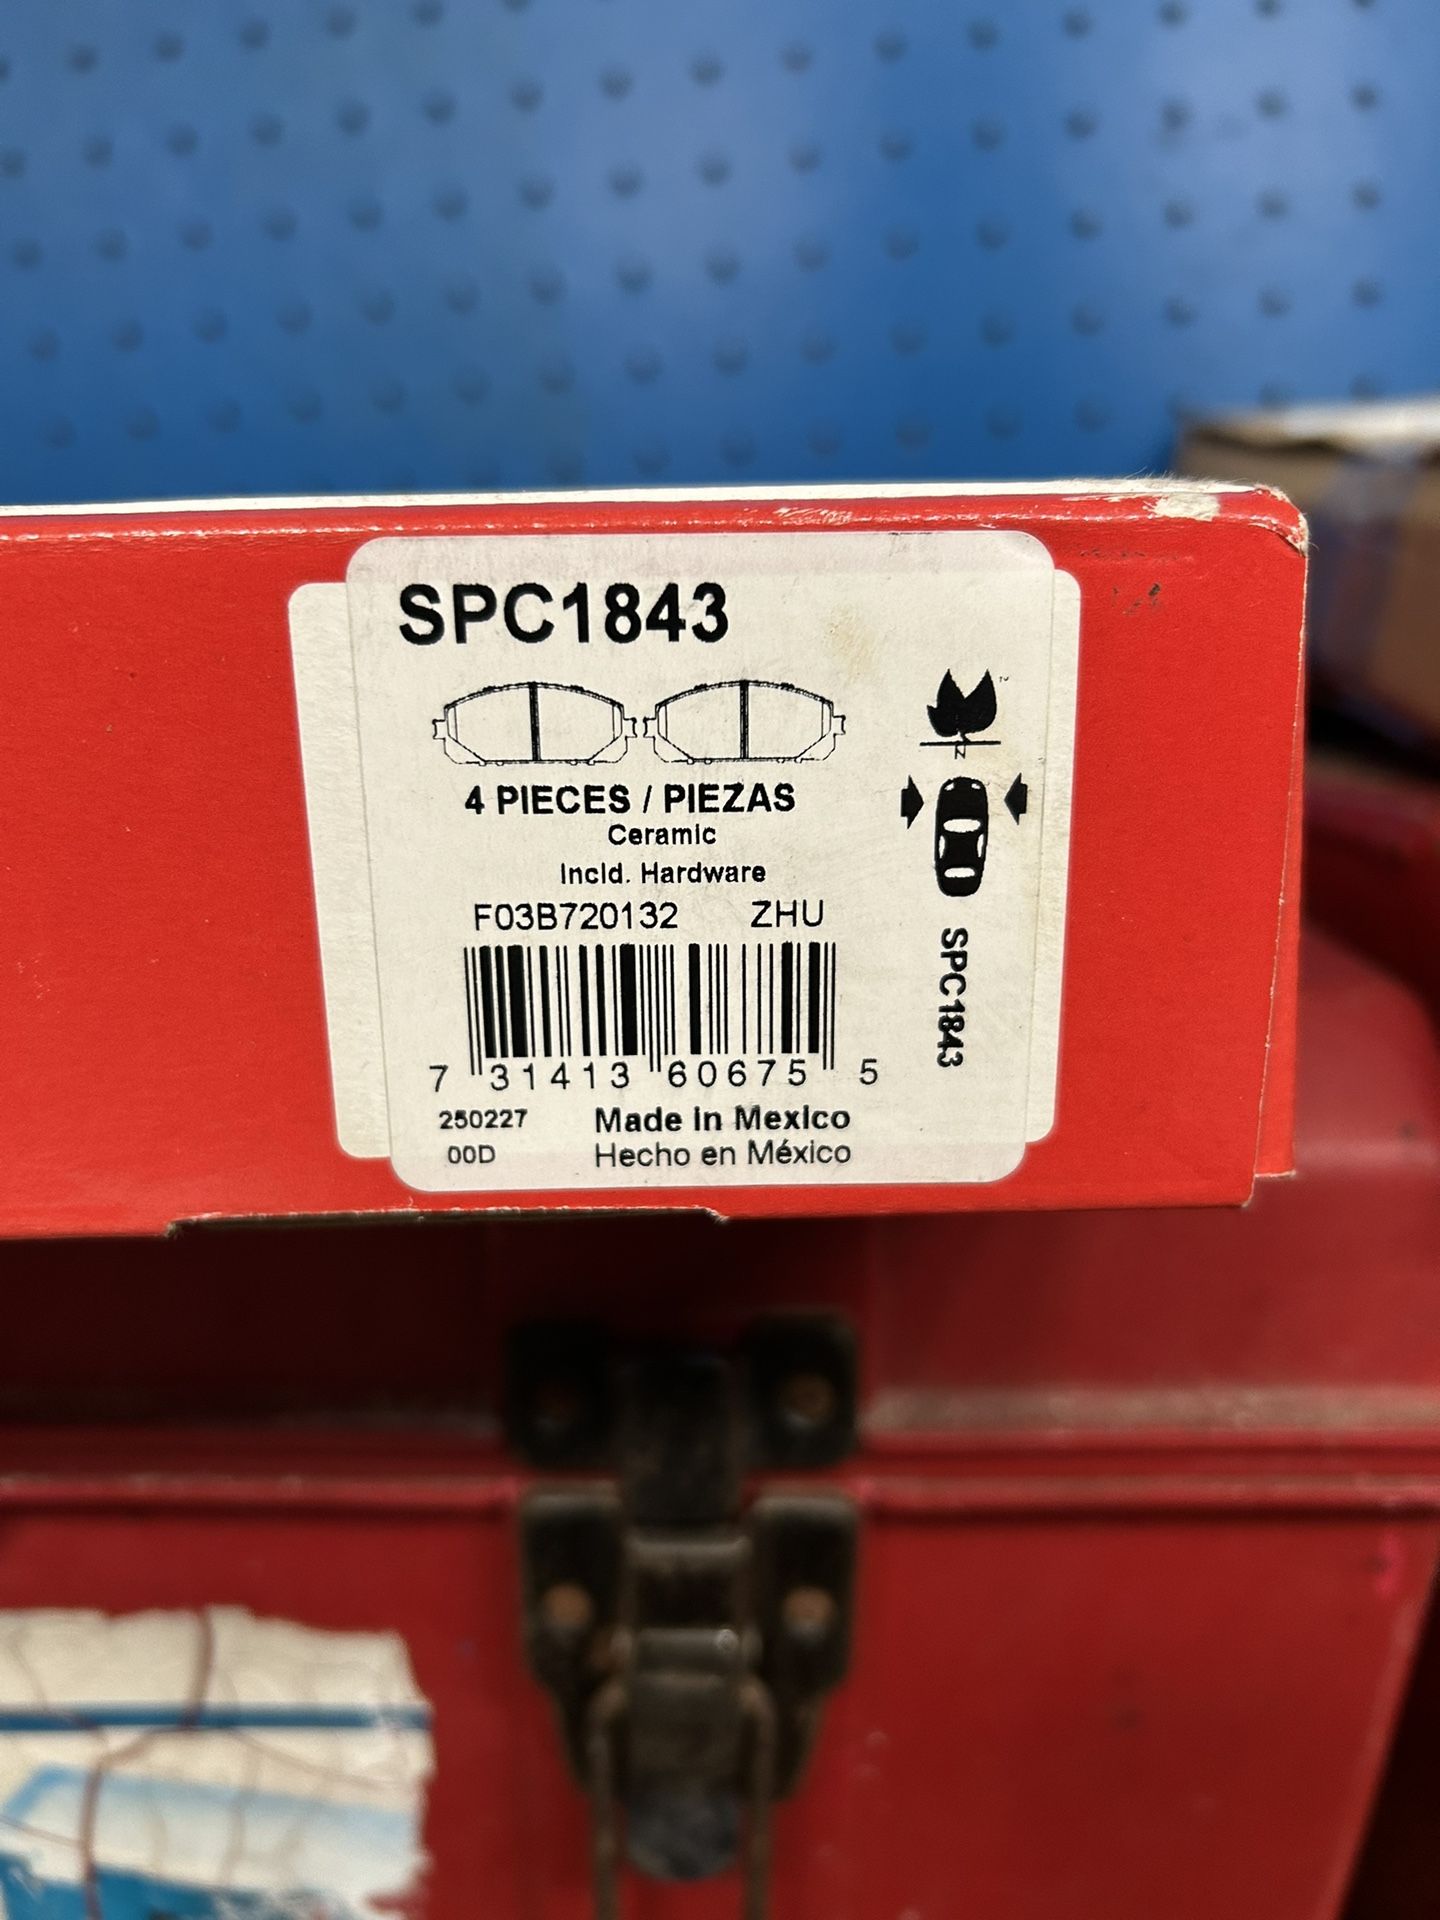 SPC1843
4 PIECES / PIEZAS
Ceramic
Incld. Hardware
F03B720132 ZHU
7 31413 60675 5
250227 Made in Mexico
00D Hecho en México
TM
N
SPC1843